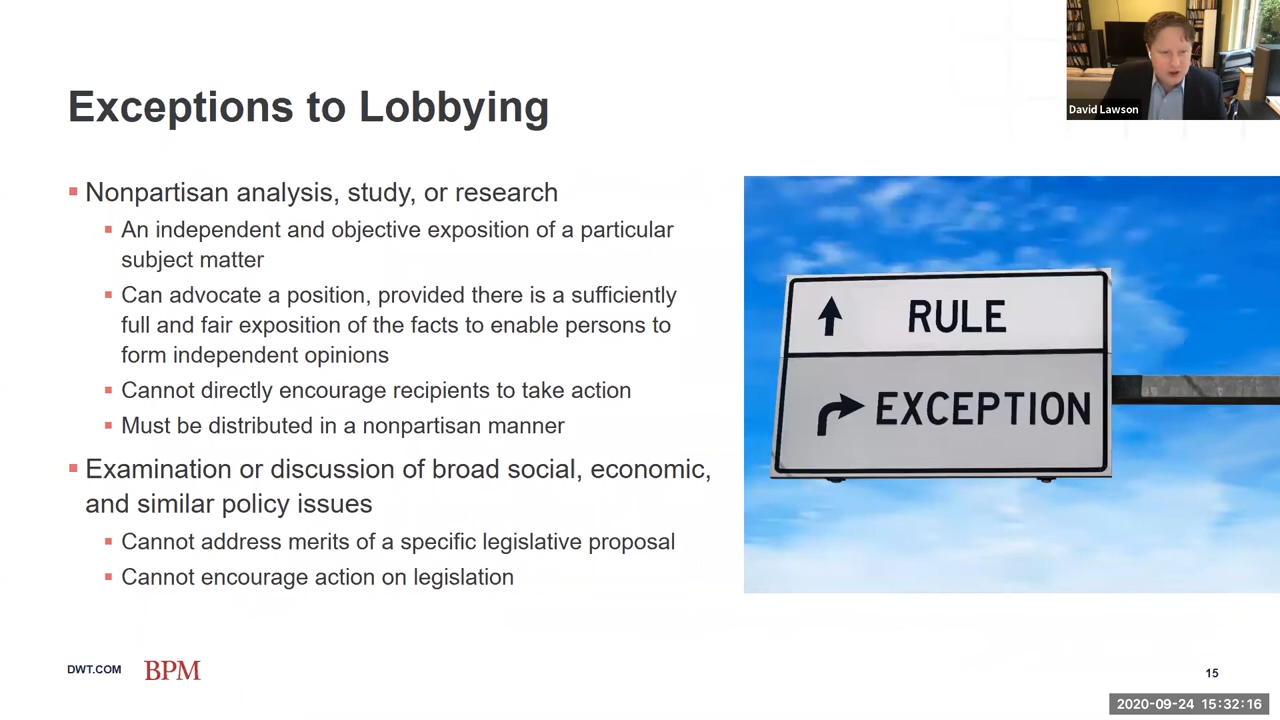 David Lawson
Exceptions to Lobbying
Nonpartisan analysis, study, or research
An independent and objective exposition of a particular
subject matter
Can advocate a position, provided there is a sufficiently
full and fair exposition of the facts to enable persons to
form independent opinions
Cannot directly encourage recipients to take action
Must be distributed in a nonpartisan manner
Examination or discussion of broad social, economic,
and similar policy issues
Cannot address merits of a specific legislative proposal
Cannot encourage action on legislation
RULE
EXCEPTION
DWT.COM
BPM
15
2020-09-24 15:32:16